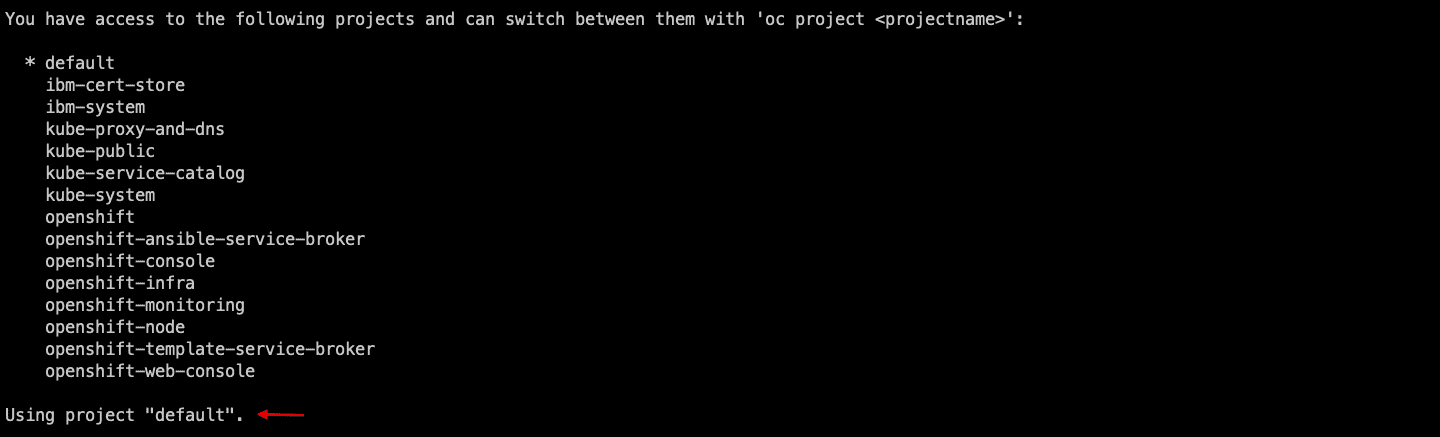 You have access to the following projects and can switch between them with 'oc project <projectname>':
* default
ibm-cert-store
ibm-system
kube-proxy-and-dns
kube-public
kube-service-catalog
kube-system
openshift
openshift-ansible-service-broker
openshift-console
openshift-infra
openshift-monitoring
openshift-node
openshift-template-service-broker
openshift-web-console
Using project "default".